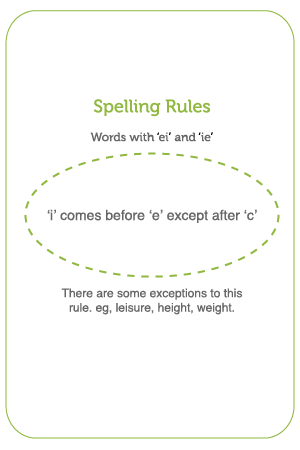 Spelling Rules
Words with ‘ei’ and ‘ie’
‘i’ comes before ‘e’ except after ‘c’
There are some exceptions to this
rule. eg, leisure, height, weight.